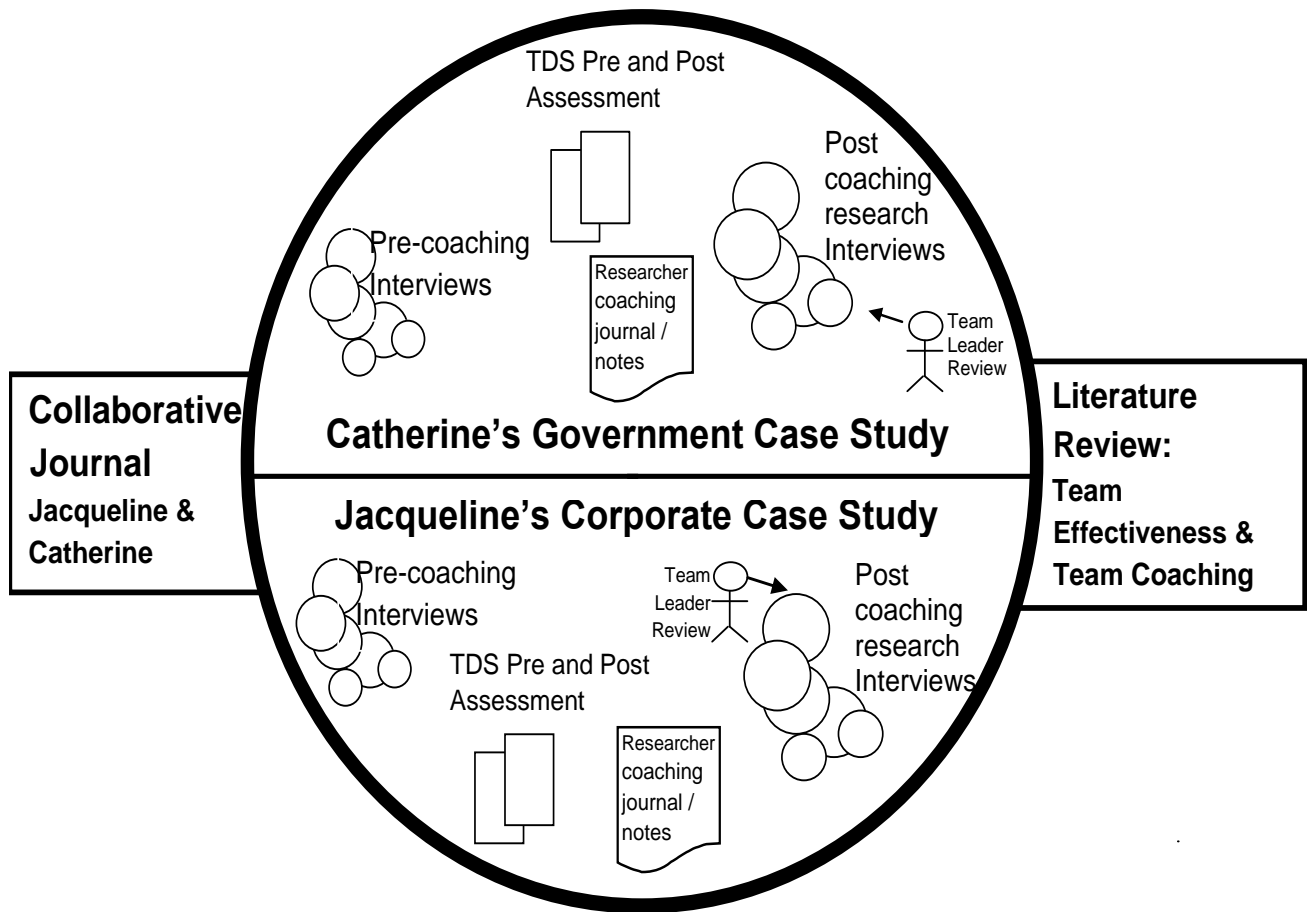 TDS Pre and Post
Assessment
Post
coaching
research
Interviews
Pre-coaching
Interviews
Researcher
coaching
journal /
notes
Team
Leader
Review
Catherine's Government Case Study
Collaborative
Journal
Jacqueline &
Catherine
Literature
Review:
Team
Effectiveness &
Team Coaching
Jacqueline's Corporate Case Study
Pre-coaching
Interviews
Team
Leader
Review
Post
coaching
research
Interviews
TDS Pre and Post
Assessment
Researcher
coaching
journal /
notes